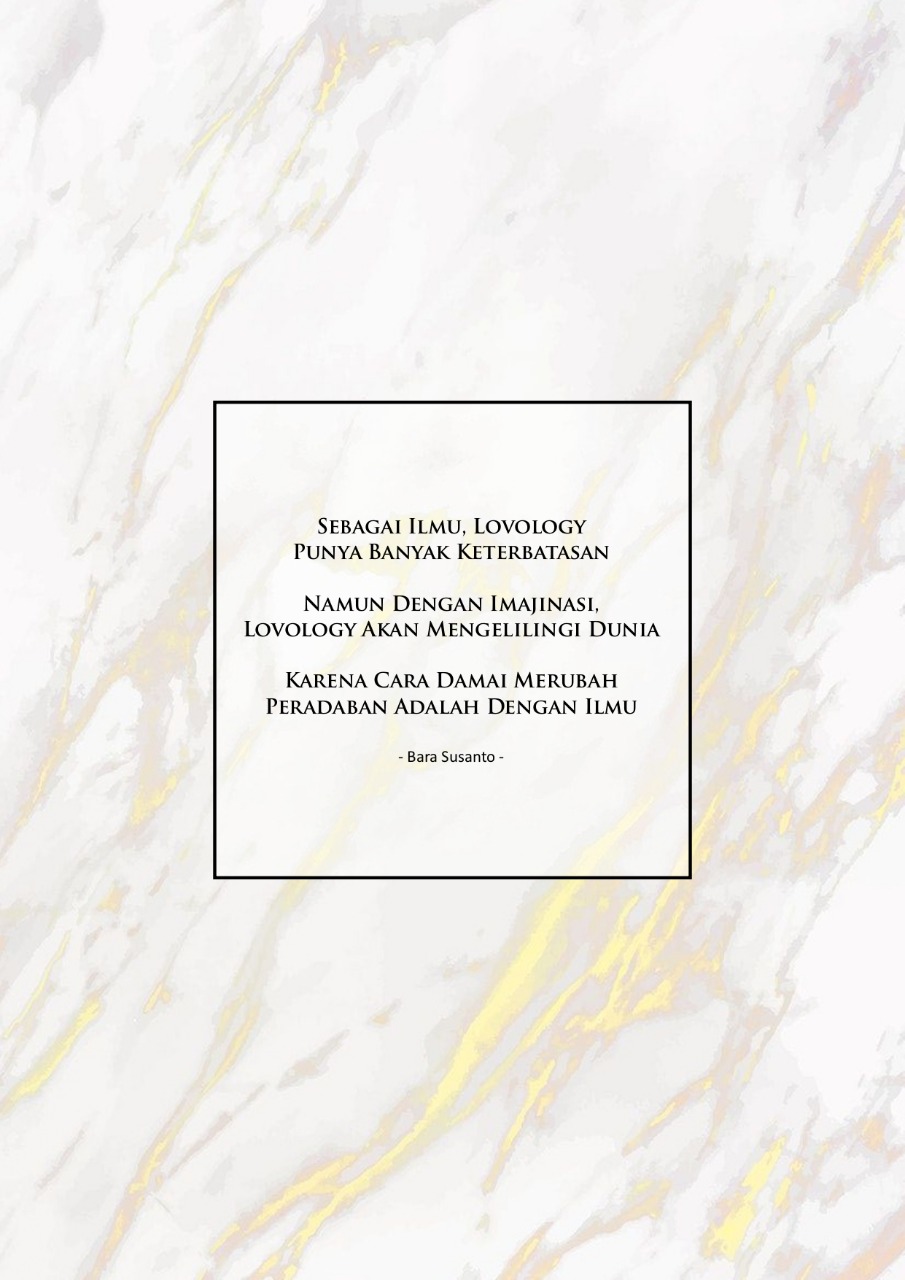 Sebagai Ilmu, Lovology
Punya Banyak Keterbatasan
Namun Dengan Imajinasi,
Lovology Akan Mengelilingi Dunia
Karena Cara Damai Merubah
Peradaban Adalah Dengan Ilmu
- Bara Susanto -